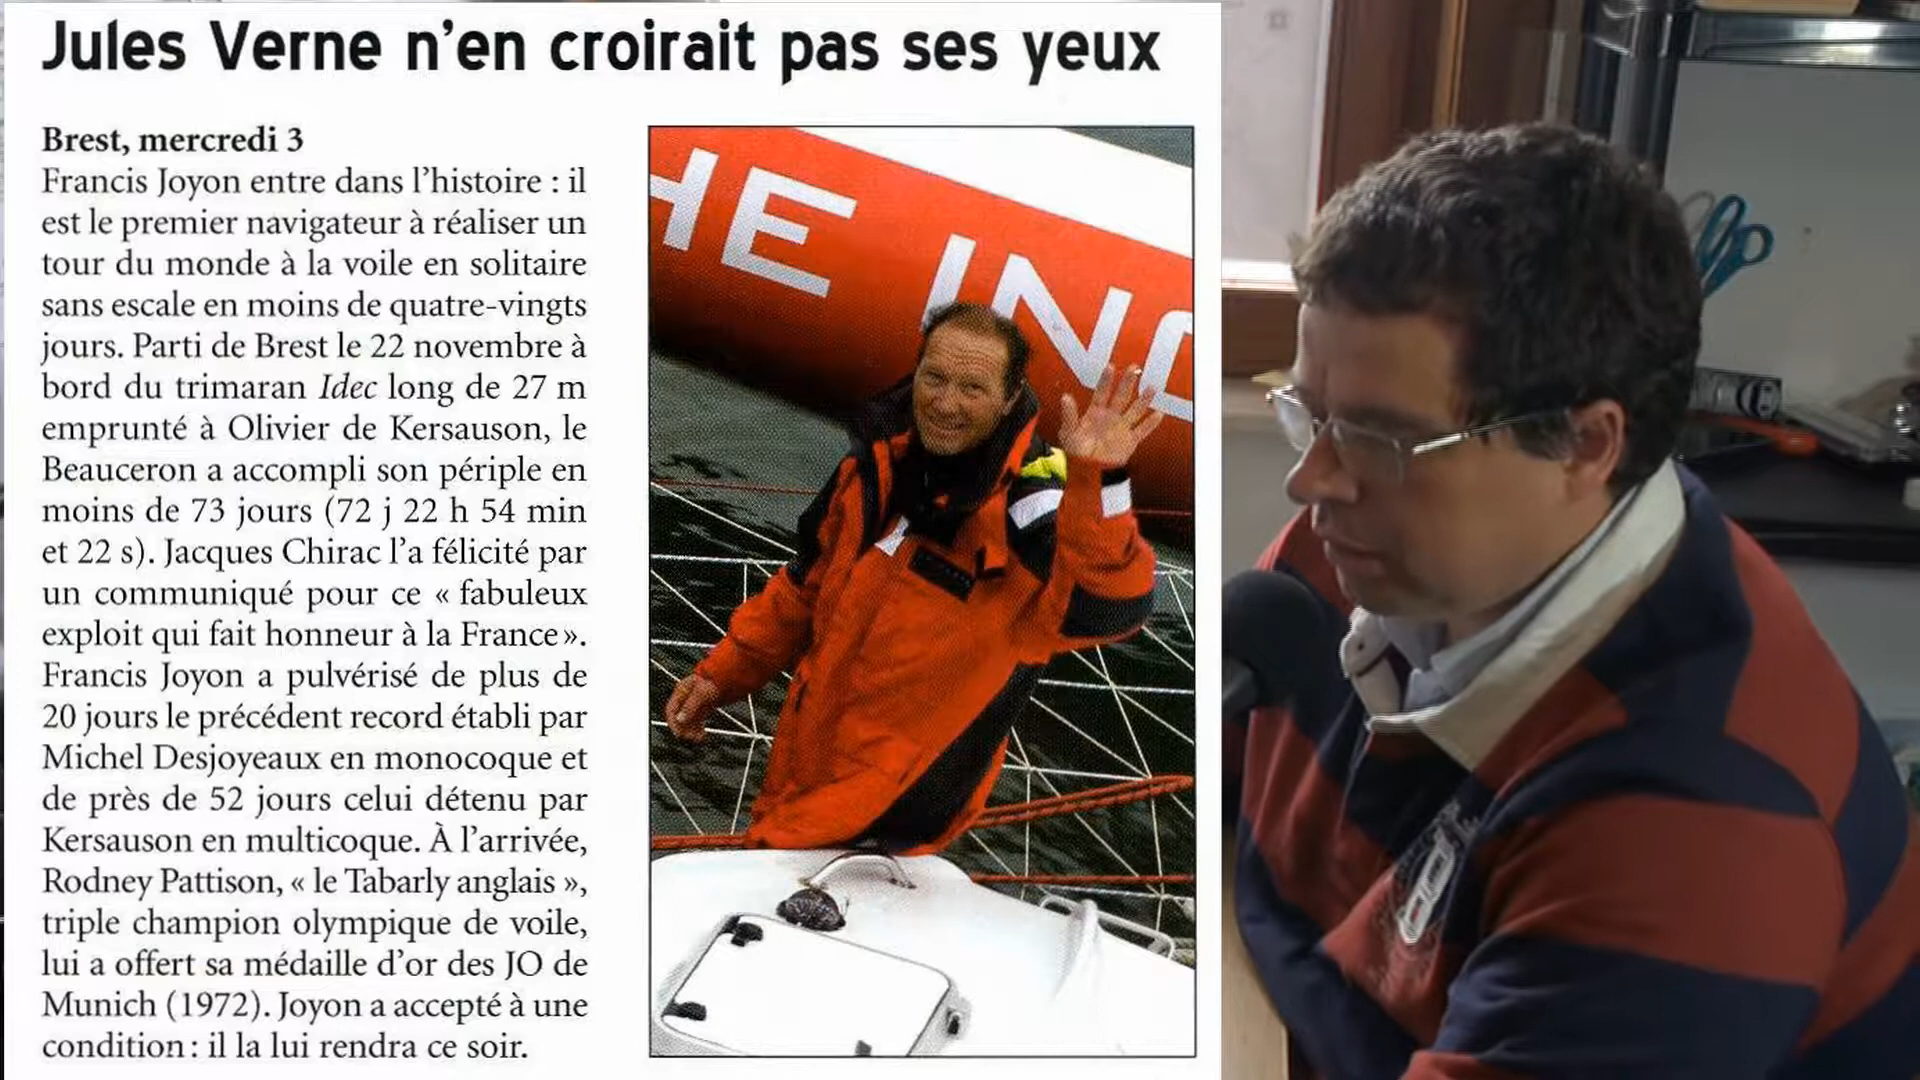 Jules Verne n'en croirait pas ses yeux
Brest, mercredi 3
Francis Joyon entre dans l'histoire : il
est le premier navigateur à réaliser un
tour du monde à la voile en solitaire
sans escale en moins de quatre-vingts
jours. Parti de Brest le 22 novembre à
bord du trimaran Idec long de 27 m
emprunté à Olivier de Kersauson, le
Beauceron a accompli son périple en
moins de 73 jours (72 j 22 h 54 min
et 22 s). Jacques Chirac l'a félicité par
un communiqué pour ce « fabuleux
exploit qui fait honneur à la France ».
Francis Joyon a pulvérisé de plus de
20 jours le précédent record établi par
Michel Desjoyeaux en monocoque et
de près de 52 jours celui détenu par
Kersauson en multicoque. À l'arrivée,
Rodney Pattison, « le Tabarly anglais »,
triple champion olympique de voile,
lui a offert sa médaille d'or des JO de
Munich (1972). Joyon a accepté à une
condition : il la lui rendra ce soir.
HE IN